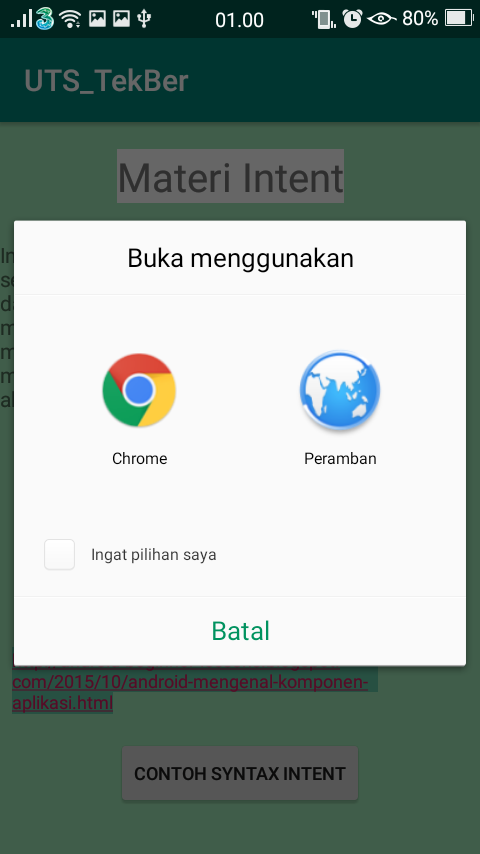 01.00
80%
UTS_TekBer
Materi Intent
Buka menggunakan
Chrome
Peramban
Ingat pilihan saya
Batal
com/2015/10/android-mengenal-komponen-
aplikasi.html
CONTOH SYNTAX INTENT